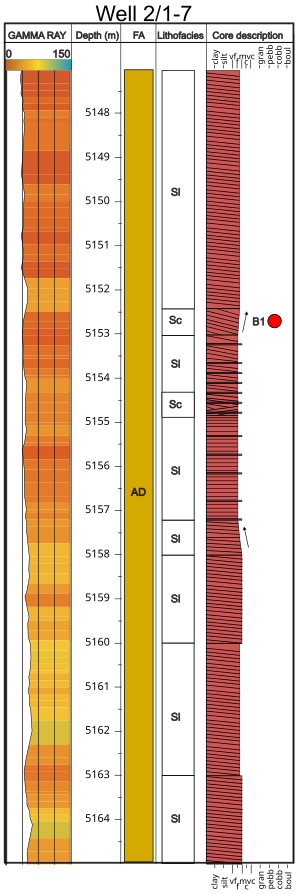 Well 2/1-7
GAMMA RAY Depth (m) FA Lithofacies Core description
0 150
clay silt vf f m c vc gran pebb cobb boul
5148
5149
5150
Sl
5151
5152
Sc B1
5153
Sl
5154
Sc
5155
5156
Sl
AD
5157
Sl
5158
5159
Sl
5160
5161
Sl
5162
5163
5164
Sl
clay silt vf f m c vc gran pebb cobb boul